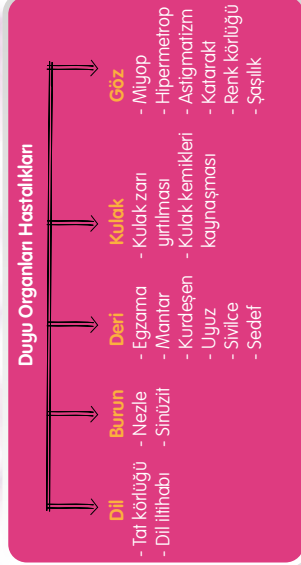 Duyu Organları Hastalıkları
Dil
- Tat körlüğü
- Dil iltihabı
Burun
- Nezle
- Sinüzit
Deri
- Egzama
- Mantar
- Kurdeşen
- Uyuz
- Sivilce
- Sedef
Kulak
- Kulak zarı
yırtılması
- Kulak kemikleri
kaynaşması
Göz
- Miyop
- Hipermetrop
- Astigmatizm
- Katarakt
- Renk körlüğü
- Şaşılık